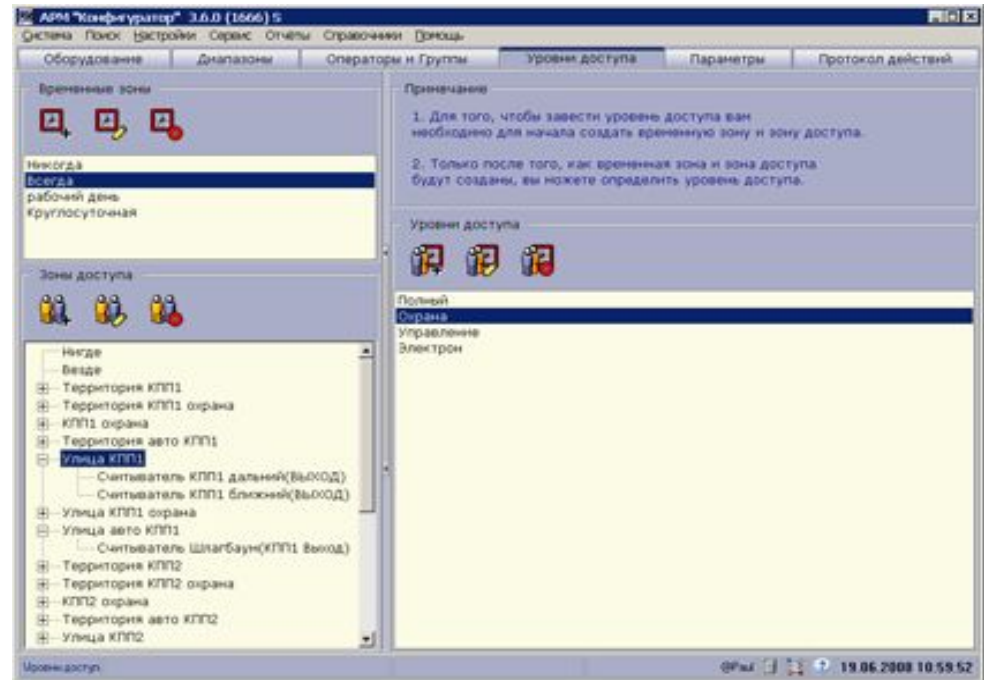 АРМ "Конфигуратор" 3.6.0 (1666) S
Система Поиск Настройки Сервис Отчёты Справочники Помощь
Оборудование Диапазоны Операторы и Группы Уровни доступа Параметры Протокол действий
Временные зоны
Никогда
Всегда
рабочий день
Круглосуточная
Зоны доступа
Нигде
Везде
Территория КПП1
Территория КПП1 охрана
КПП1 охрана
Территория авто КПП1
Улица КПП1
Считыватель КПП1 дальний(ВЫХОД)
Считыватель КПП1 ближний(ВЫХОД)
Улица КПП1 охрана
Улица авто КПП1
Считыватель Шлагбаум(КПП1 Выход)
Территория КПП2
Территория КПП2 охрана
КПП2 охрана
Территория авто КПП2
Улица КПП2
Примечание
1. Для того, чтобы завести уровень доступа вам
необходимо для начала создать временную зону и зону доступа.
2. Только после того, как временная зона и зона доступа
будут созданы, вы можете определить уровень доступа.
Уровни доступа
Полный
Охрана
Управление
Электрон
Уровни доступ.
@Paul 19.06.2008 10:59:52